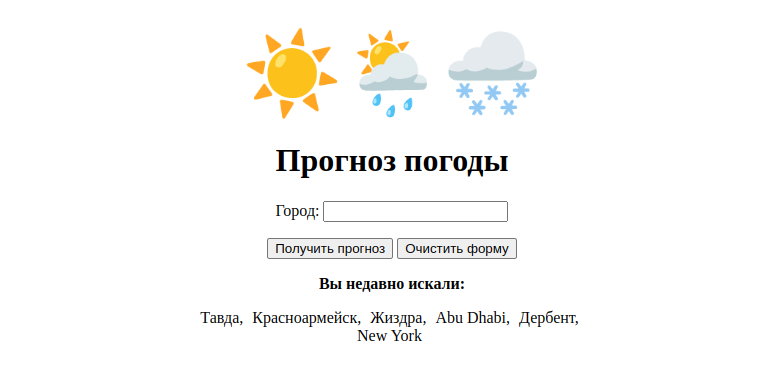 Прогноз погоды
Город:
Получить прогноз Очистить форму
Вы недавно искали:
Тавда, Красноармейск, Жиздра, Abu Dhabi, Дербент,
New York